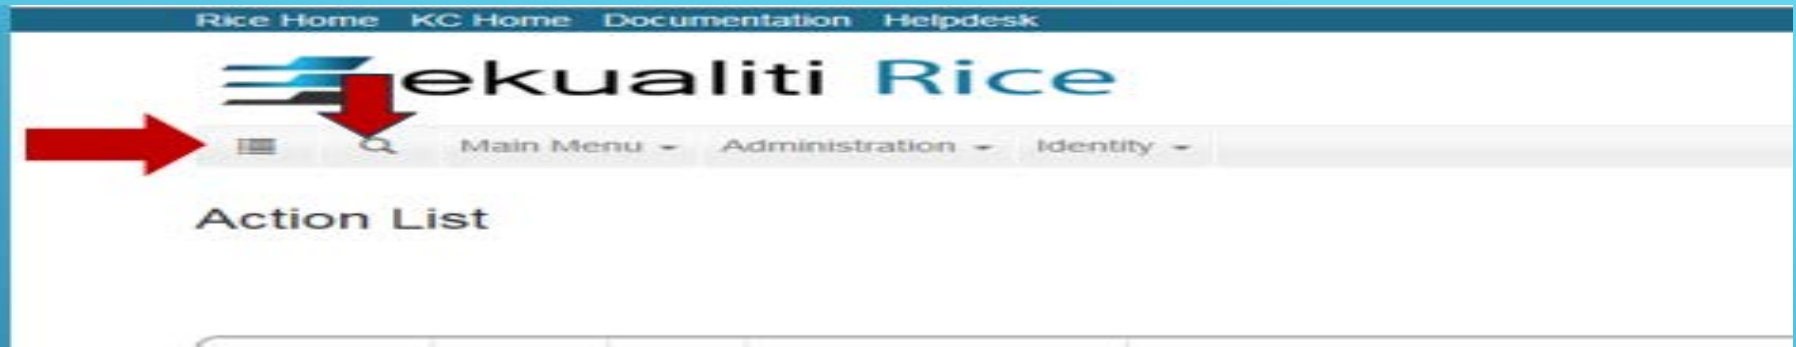 Rice Home KC Home Documentation Helpdesk
ekualiti Rice
Main Menu Administration Identity
Action List